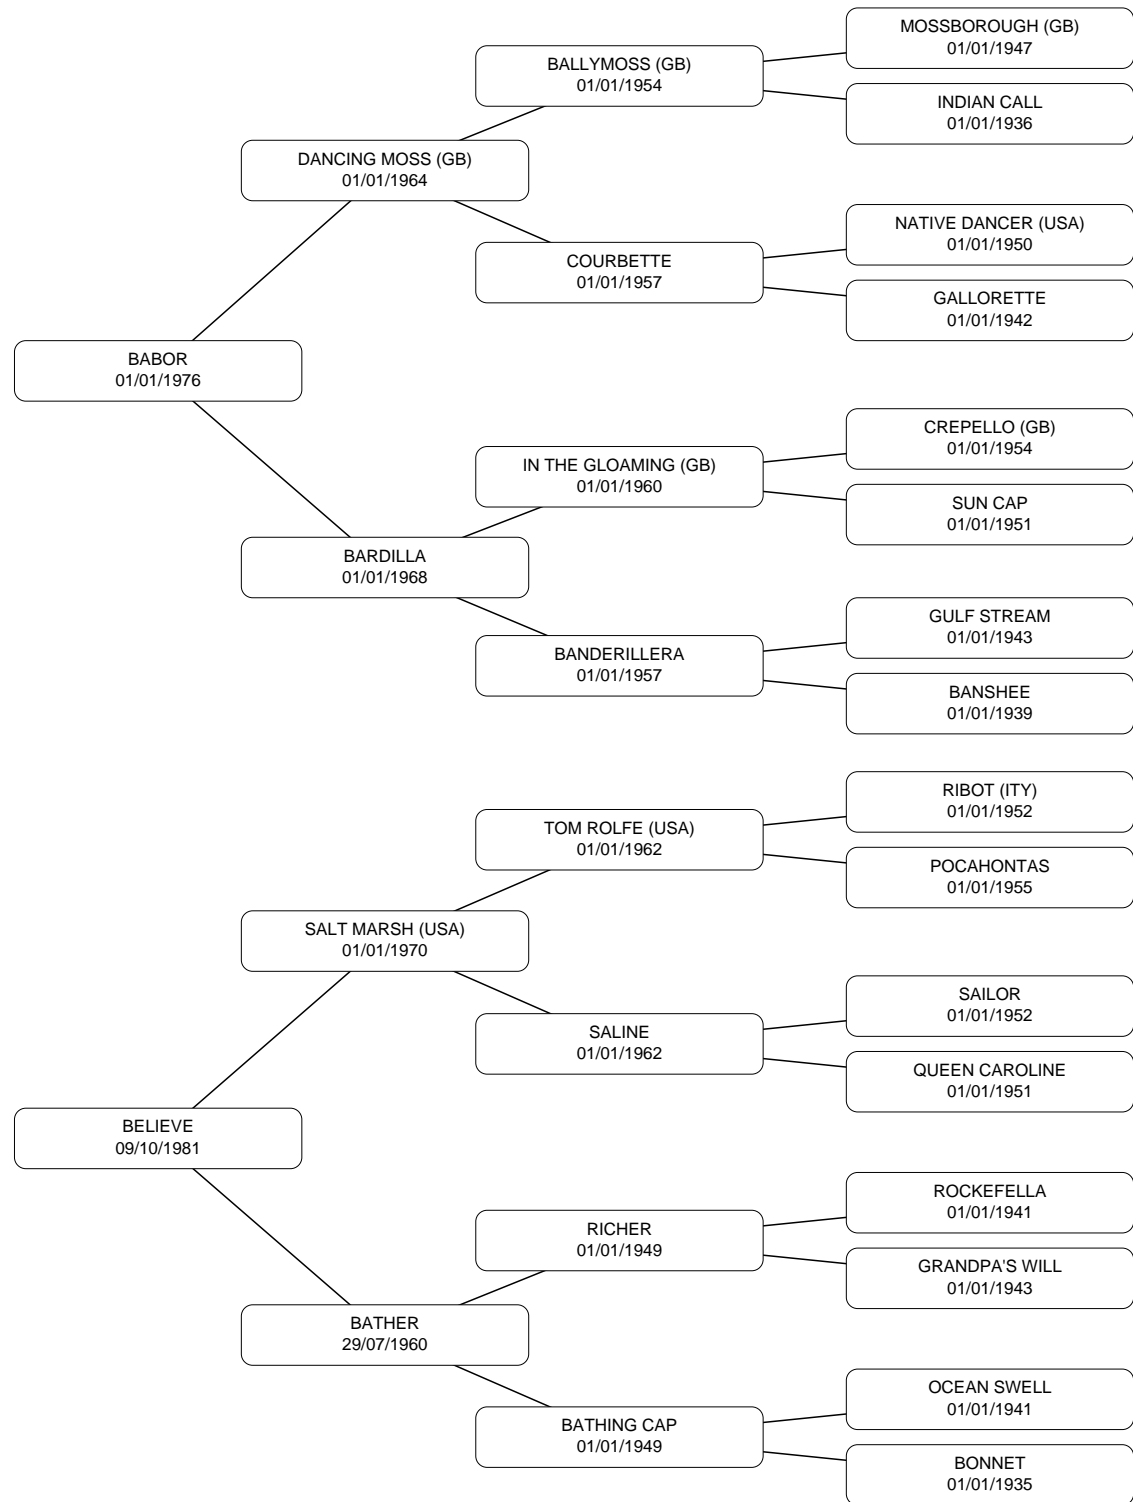 MOSSBOROUGH (GB)
01/01/1947
BALLYMOSS (GB)
01/01/1954
INDIAN CALL
01/01/1936
DANCING MOSS (GB)
01/01/1964
NATIVE DANCER (USA)
01/01/1950
COURBETTE
01/01/1957
GALLORETTE
01/01/1942
BABOR
01/01/1976
CREPELLO (GB)
01/01/1954
IN THE GLOAMING (GB)
01/01/1960
SUN CAP
01/01/1951
BARDILLA
01/01/1968
GULF STREAM
01/01/1943
BANDERILLERA
01/01/1957
BANSHEE
01/01/1939
RIBOT (ITY)
01/01/1952
TOM ROLFE (USA)
01/01/1962
POCAHONTAS
01/01/1955
SALT MARSH (USA)
01/01/1970
SAILOR
01/01/1952
SALINE
01/01/1962
QUEEN CAROLINE
01/01/1951
BELIEVE
09/10/1981
ROCKEFELLA
01/01/1941
RICHER
01/01/1949
GRANDPA'S WILL
01/01/1943
BATHER
29/07/1960
OCEAN SWELL
01/01/1941
BATHING CAP
01/01/1949
BONNET
01/01/1935